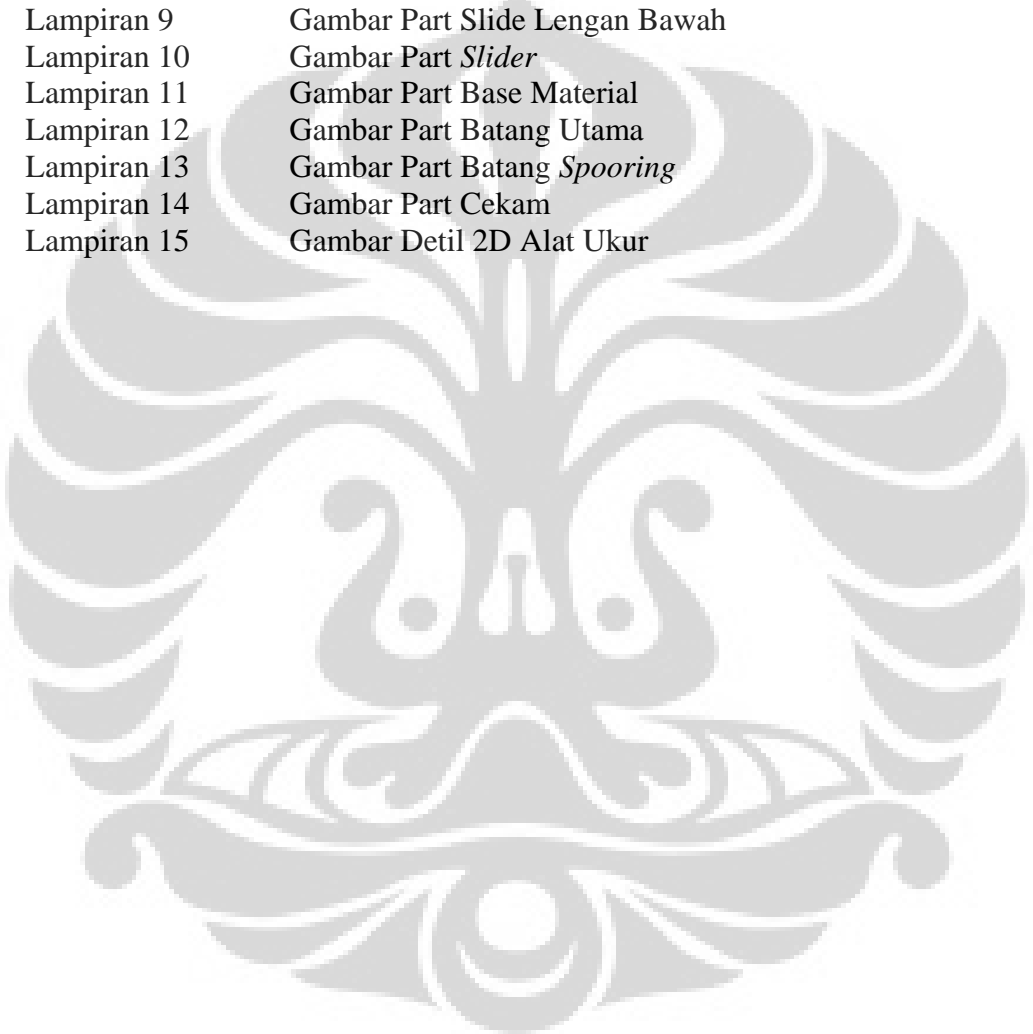 Lampiran 9 Gambar Part Slide Lengan Bawah
Lampiran 10 Gambar Part Slider
Lampiran 11 Gambar Part Base Material
Lampiran 12 Gambar Part Batang Utama
Lampiran 13 Gambar Part Batang Spooring
Lampiran 14 Gambar Part Cekam
Lampiran 15 Gambar Detil 2D Alat Ukur